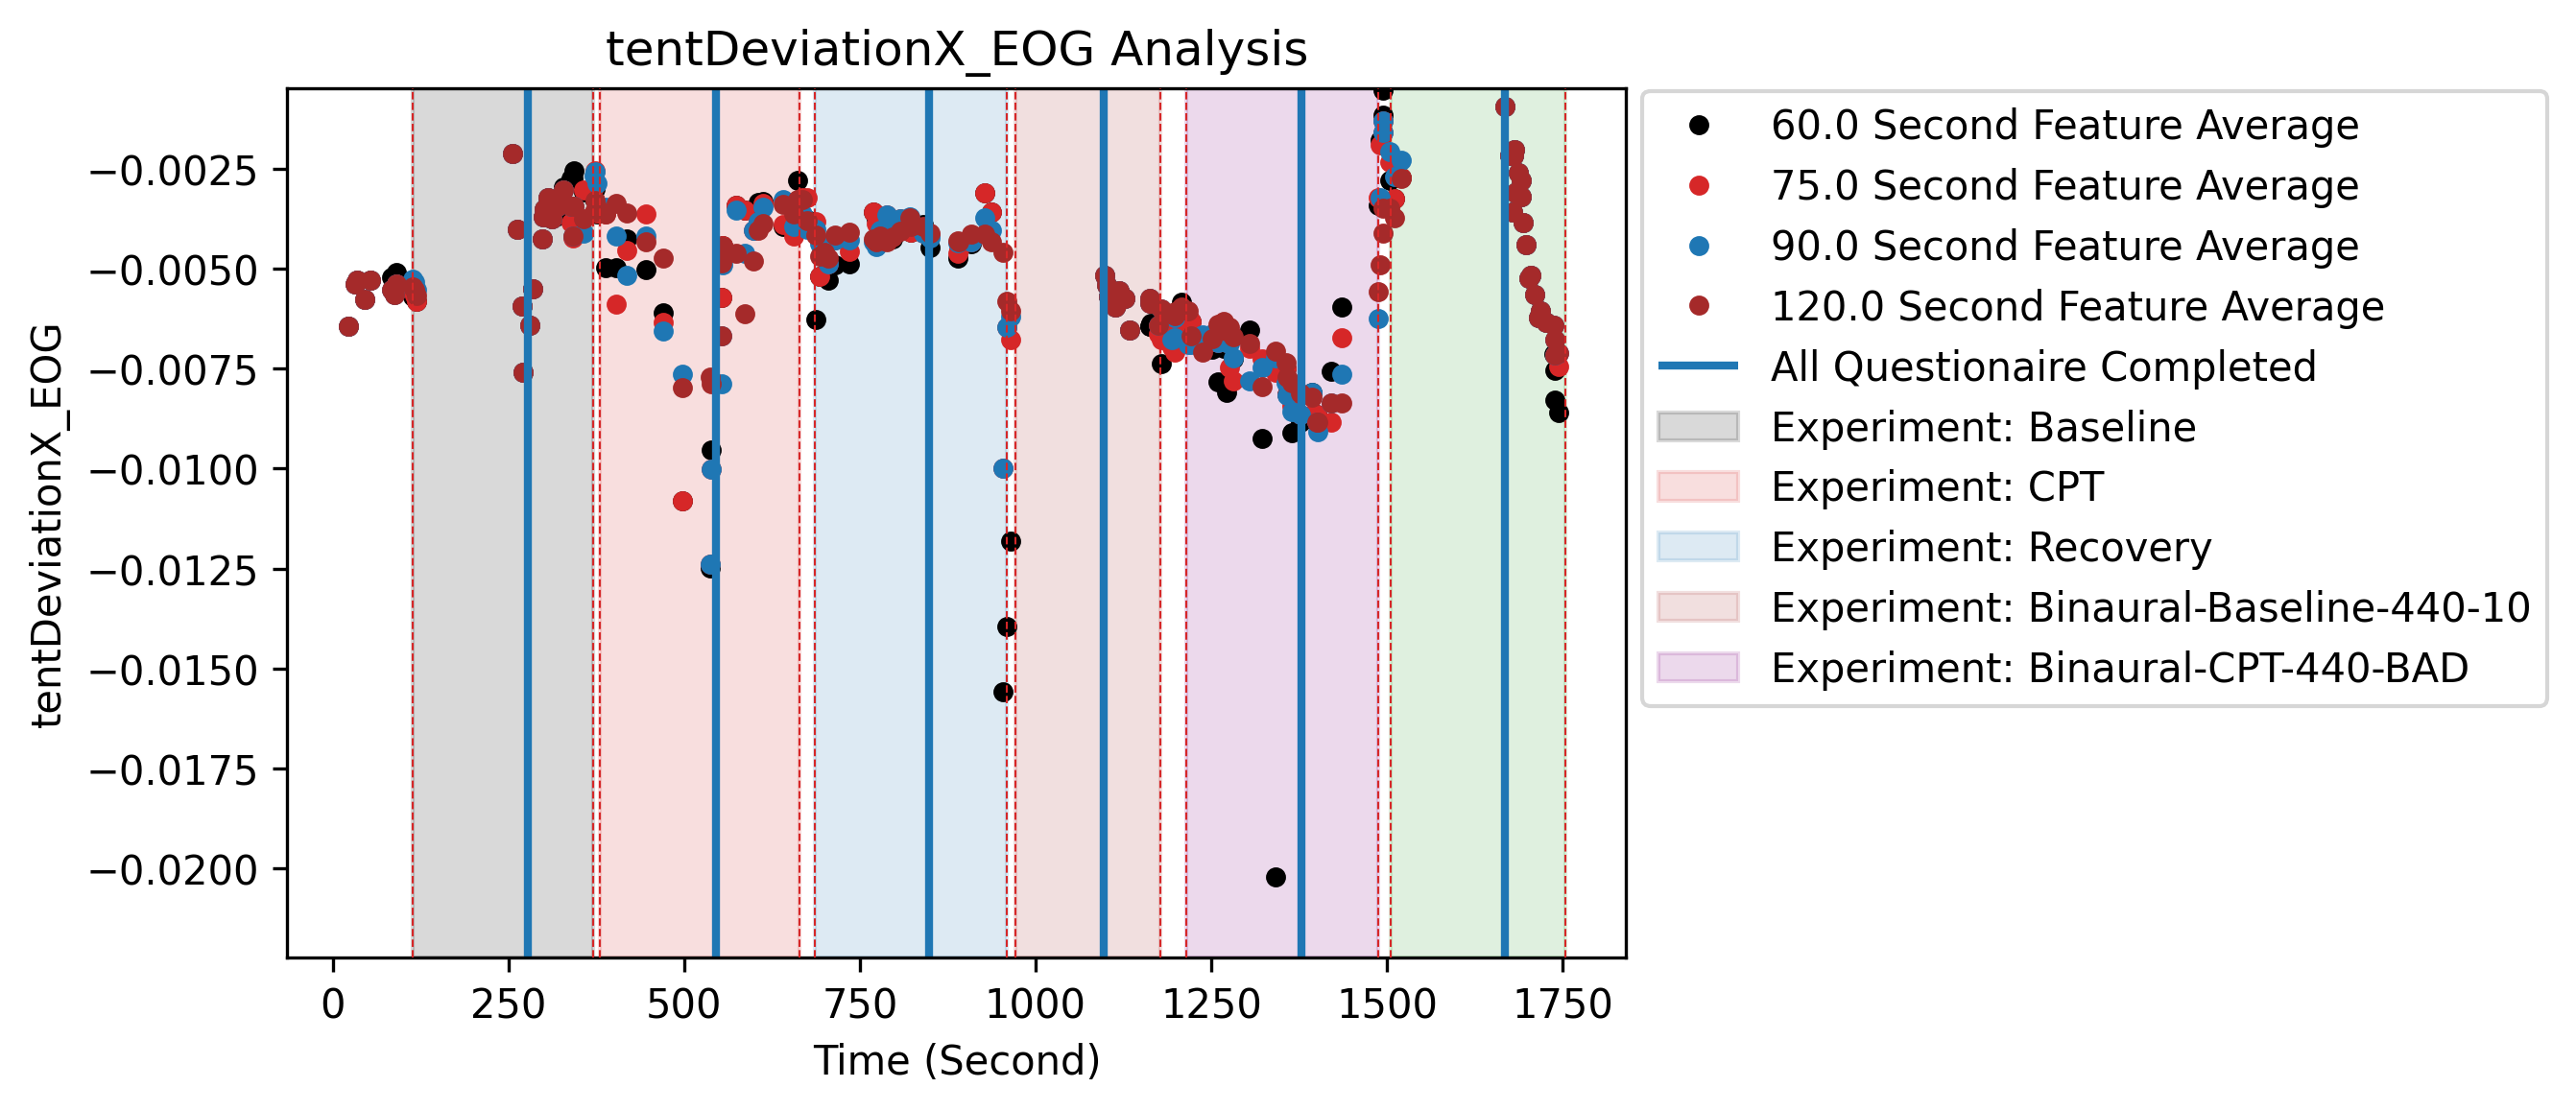 tentDeviationX_EOG Analysis
tentDeviationX_EOG
−0.0025
−0.0050
−0.0075
−0.0100
−0.0125
−0.0150
−0.0175
−0.0200
0 250 500 750 1000 1250 1500 1750
Time (Second)
60.0 Second Feature Average
75.0 Second Feature Average
90.0 Second Feature Average
120.0 Second Feature Average
All Questionaire Completed
Experiment: Baseline
Experiment: CPT
Experiment: Recovery
Experiment: Binaural-Baseline-440-10
Experiment: Binaural-CPT-440-BAD